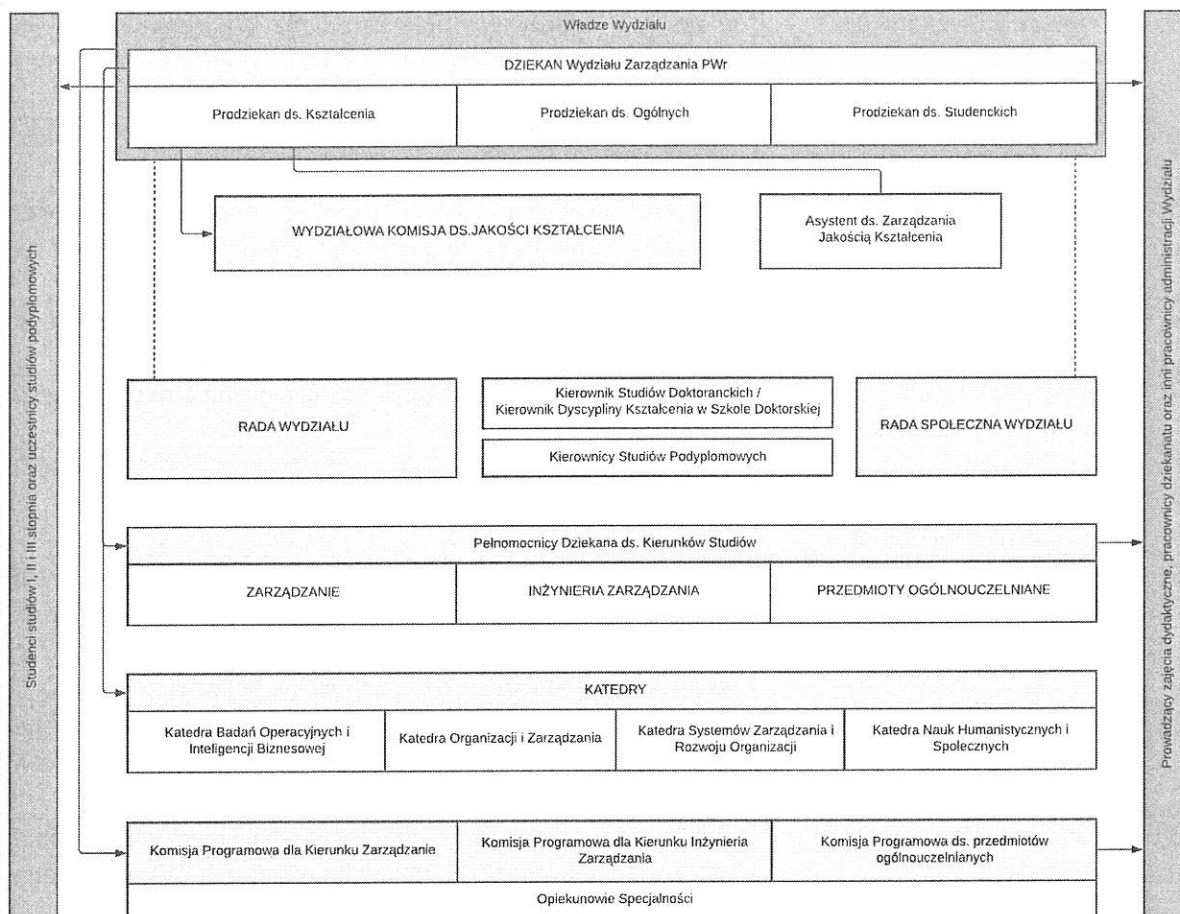 Władze Wydziału
DZIEKAN Wydziału Zarządzania PWr
Prodziekan ds. Kształcenia
Prodziekan ds. Ogólnych
Prodziekan ds. Studenckich
WYDZIAŁOWA KOMISJA DS.JAKOŚCI KSZTAŁCENIA
Asystent ds. Zarządzania
Jakością Kształcenia
RADA WYDZIAŁU
Kierownik Studiów Doktoranckich /
Kierownik Dyscypliny Kształcenia w Szkole Doktorskiej
Kierownicy Studiów Podyplomowych
RADA SPOŁECZNA WYDZIAŁU
Pełnomocnicy Dziekana ds. Kierunków Studiów
ZARZĄDZANIE
INŻYNIERIA ZARZĄDZANIA
PRZEDMIOTY OGÓLNOUCZELNIANE
KATEDRY
Katedra Badań Operacyjnych i
Inteligencji Biznesowej
Katedra Organizacji i Zarządzania
Katedra Systemów Zarządzania i
Rozwoju Organizacji
Katedra Nauk Humanistycznych i
Społecznych
Komisja Programowa dla Kierunku Zarządzanie
Komisja Programowa dla Kierunku Inżynieria
Zarządzania
Komisja Programowa ds. przedmiotów
ogólnouczelnianych
Opiekunowie Specjalności
Studenci studiów I, II i III stopnia oraz uczestnicy studiów podyplomowych
Prowadzący zajęcia dydaktyczne, pracownicy dziekanatu oraz inni pracownicy administracji Wydziału